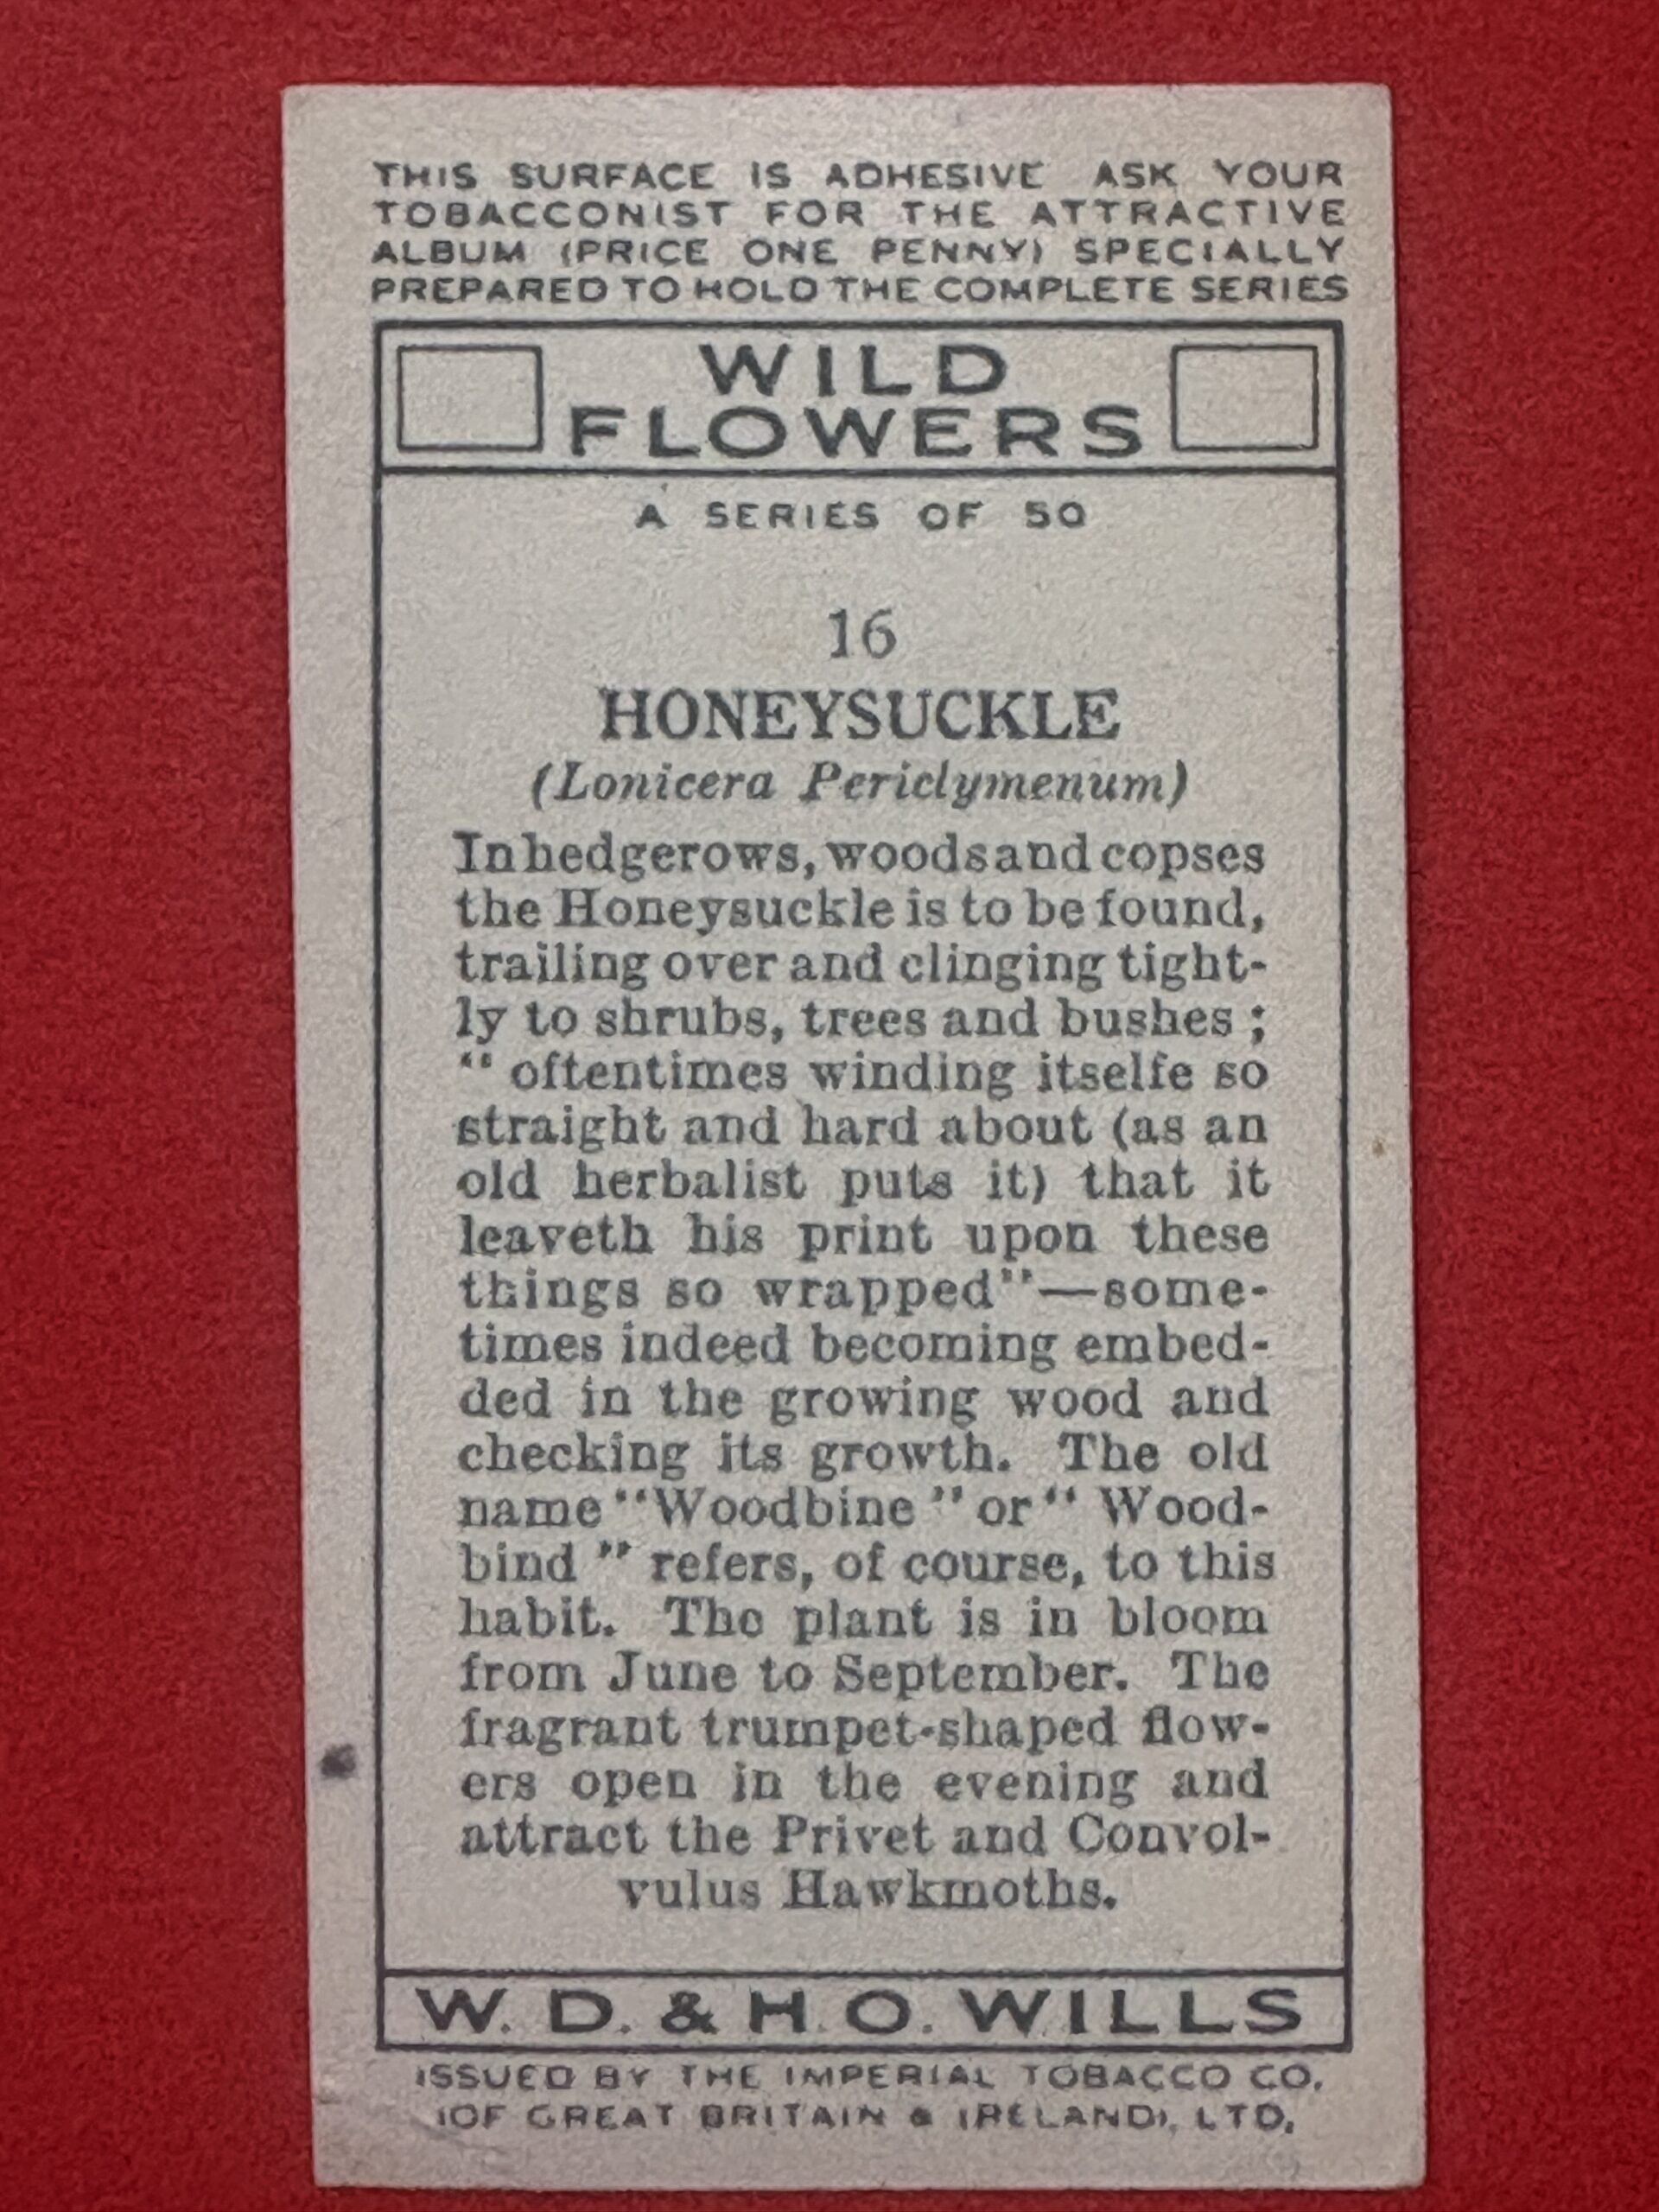 THIS SURFACE IS ADHESIVE ASK YOUR
TOBACCONIST FOR THE ATTRACTIVE
ALBUM (PRICE ONE PENNY) SPECIALLY
PREPARED TO HOLD THE COMPLETE SERIES
WILD
FLOWERS
A SERIES OF 50
16
HONEYSUCKLE
(Lonicera Periclymenum)
In hedgerows, woods and copses
the Honeysuckle is to be found,
trailing over and clinging tight-
ly to shrubs, trees and bushes ;
“ oftentimes winding itselfe so
straight and hard about (as an
old herbalist puts it) that it
leaveth his print upon these
things so wrapped”—some-
times indeed becoming embed-
ded in the growing wood and
checking its growth. The old
name “Woodbine ” or “ Wood-
bind ” refers, of course, to this
habit. The plant is in bloom
from June to September. The
fragrant trumpet-shaped flow-
ers open in the evening and
attract the Privet and Convol-
vulus Hawkmoths.
W. D. & H. O. WILLS
ISSUED BY THE IMPERIAL TOBACCO CO.
(OF GREAT BRITAIN & IRELAND), LTD.